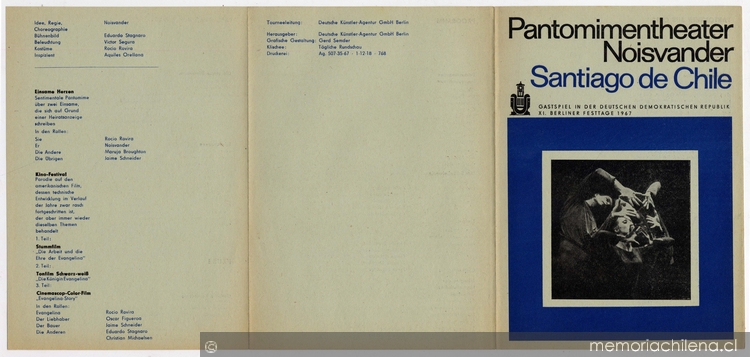 Idee, Regie, Noisvander
Choreographie
Bühnenbild Eduardo Stagnaro
Beleuchtung Victor Segura
Kostüme Rocio Rovira
Inspizient Aquiles Orellana
Einsame Herzen
Sentimentale Pantomime
über zwei Einsame,
die sich auf Grund
einer Heiratsanzeige
schreiben
In den Rollen:
Sie Rocio Rovira
Er Noisvander
Die Andere Maruja Broughton
Die Übrigen Jaime Schneider
Kino-Festival
Parodie auf den
amerikanischen Film,
dessen technische
Entwicklung im Verlauf
der Jahre zwar rasch
fortgeschritten ist,
der aber immer wieder
dieselben Themen
behandelt
1. Teil:
Stummfilm
„Die Arbeit und die
Ehre der Evangelina"
2. Teil:
Tonfilm Schwarz-weiß
„Die Königin Evangelina"
3. Teil:
Cinemascop-Color-Film
„Evangelina Story"
In den Rollen:
Evangelina Rocio Rovira
Der Liebhaber Oscar Figueroa
Der Bauer Jaime Schneider
Die Anderen Eduardo Stagnaro
Christian Michaelsen
Tourneeleitung: Deutsche Künstler-Agentur GmbH Berlin
Herausgeber: Deutsche Künstler-Agentur GmbH Berlin
Grafische Gestaltung: Gerd Semder
Klischee: Tägliche Rundschau
Druckerei: Ag. 507-35-67 · 1-12-18 · 768
Pantomimentheater
Noisvander
Santiago de Chile
GASTSPIEL IN DER DEUTSCHEN DEMOKRATISCHEN REPUBLIK
XI. BERLINER FESTTAGE 1967
© memoriachilena.cl